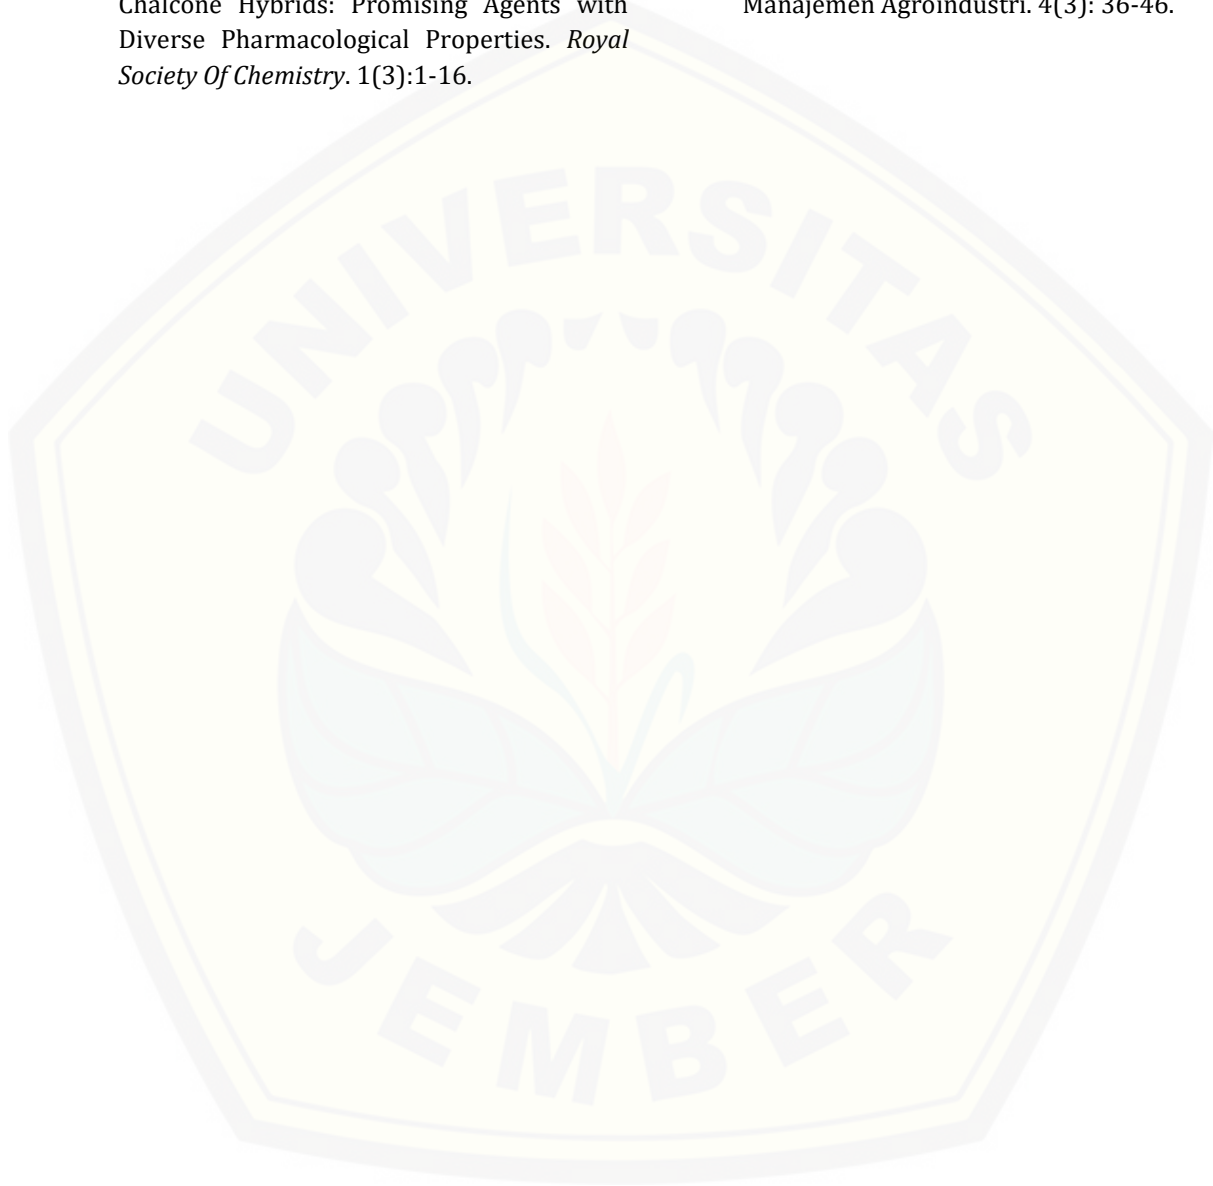 Chalcone Hybrids: Promising Agents with
Diverse Pharmacological Properties. Royal
Society Of Chemistry. 1(3):1-16.
Manajemen Agroindustri. 4(3): 36-46.
UNIVERSITAS
JEMBER